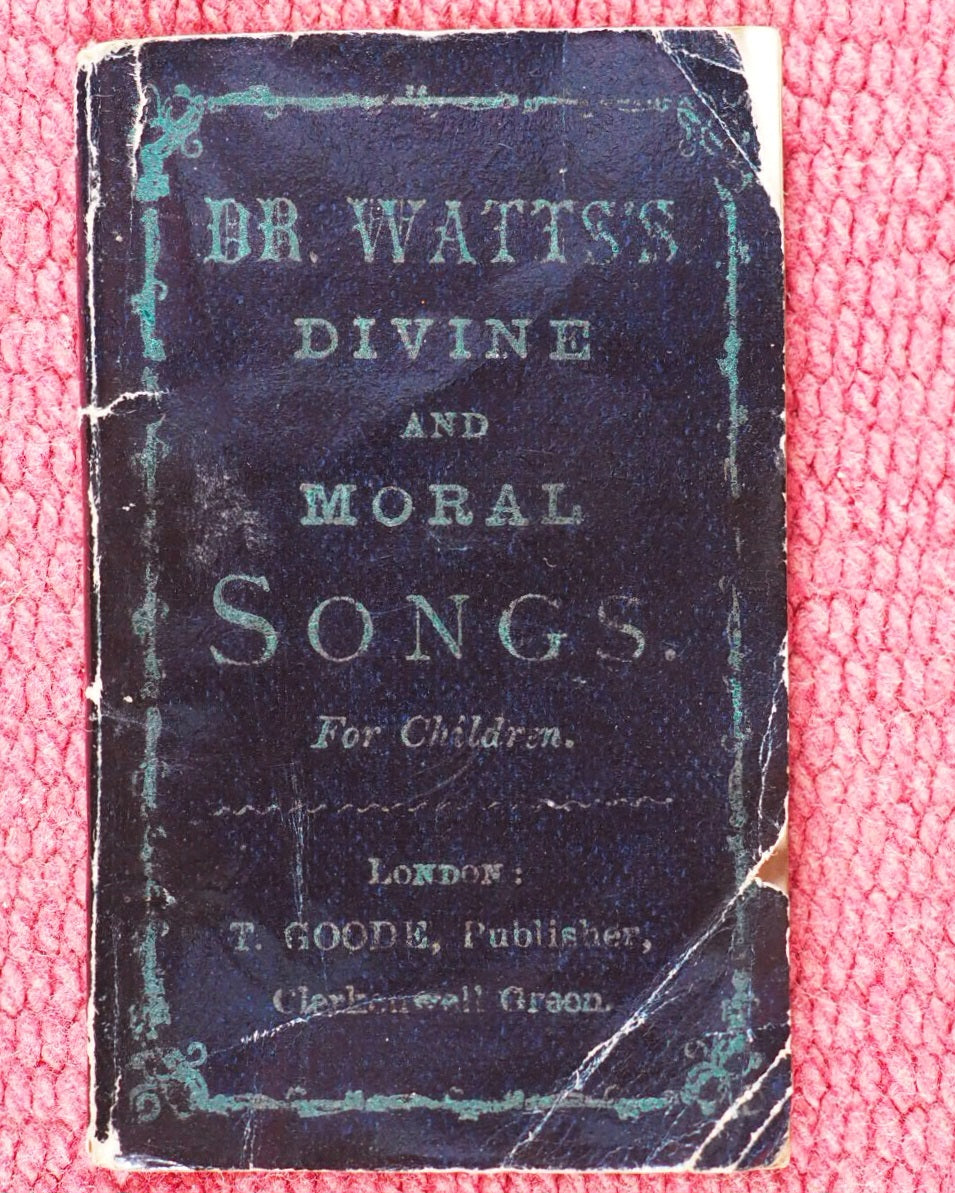 DR. WATTS'S
DIVINE
AND
MORAL
SONGS.
For Children.
LONDON:
T. GOODE, Publisher,
Clerkenwell Green.